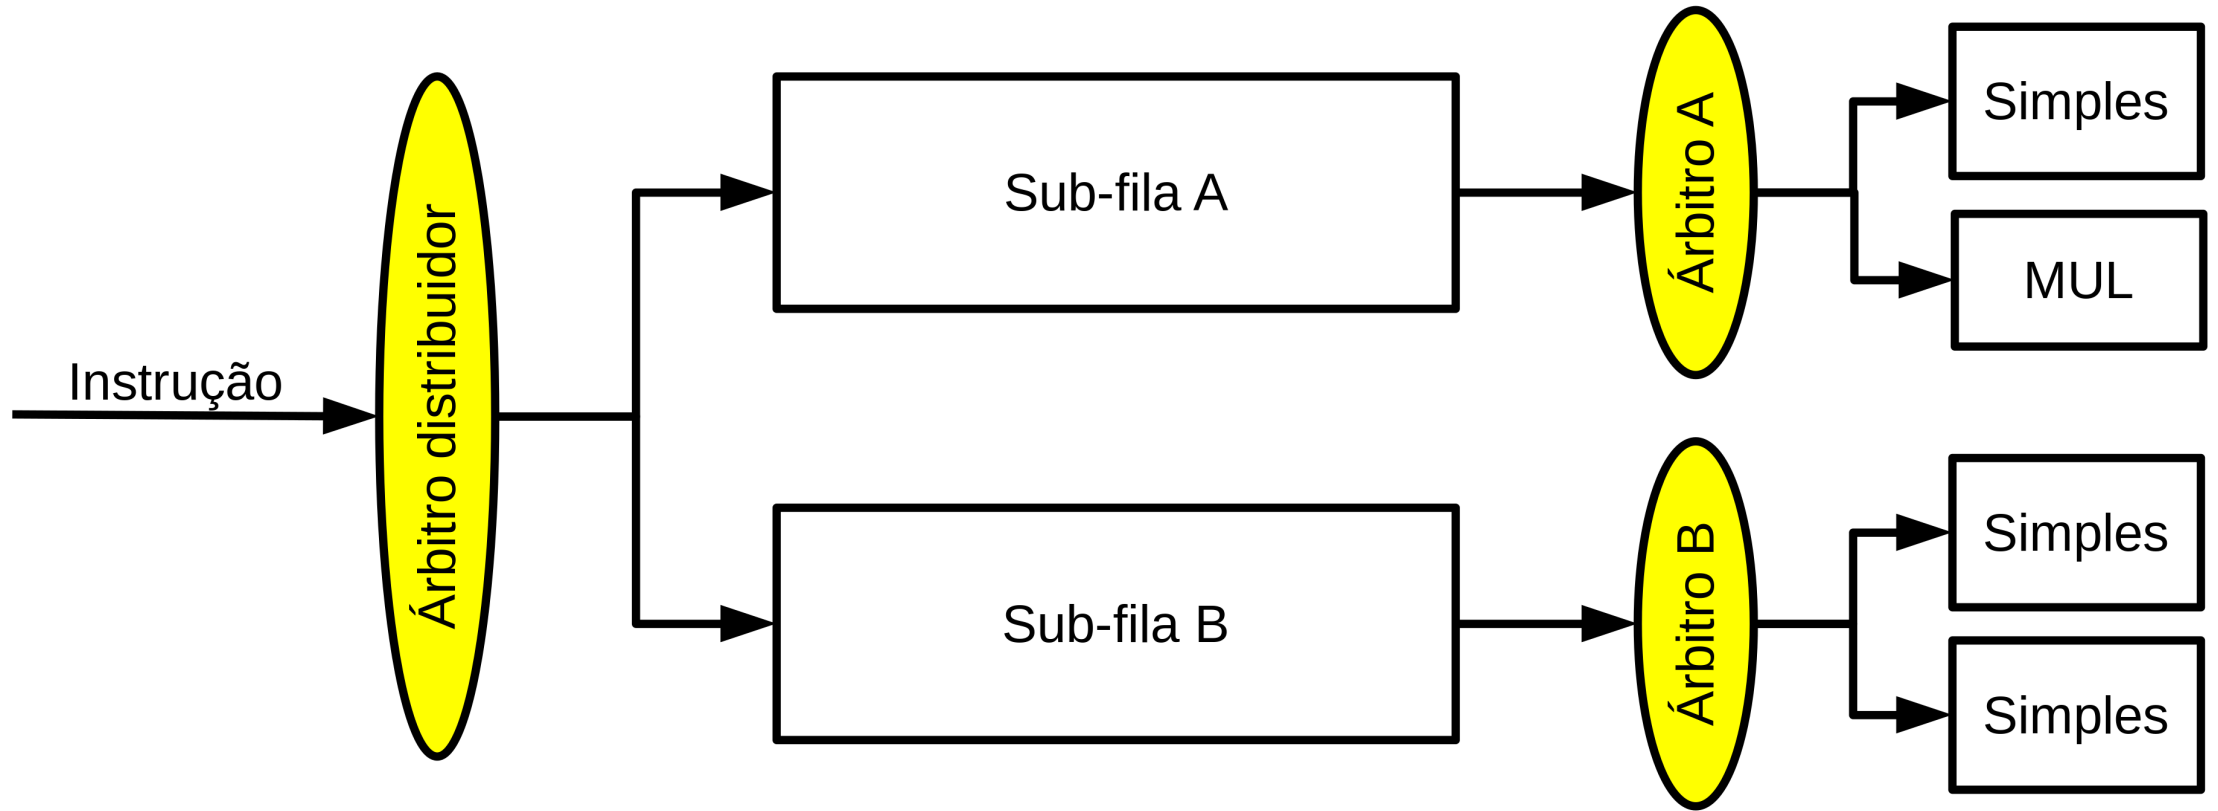 Instrução
Árbitro distribuidor
Sub-fila A
Árbitro A
Simples
MUL
Sub-fila B
Árbitro B
Simples
Simples